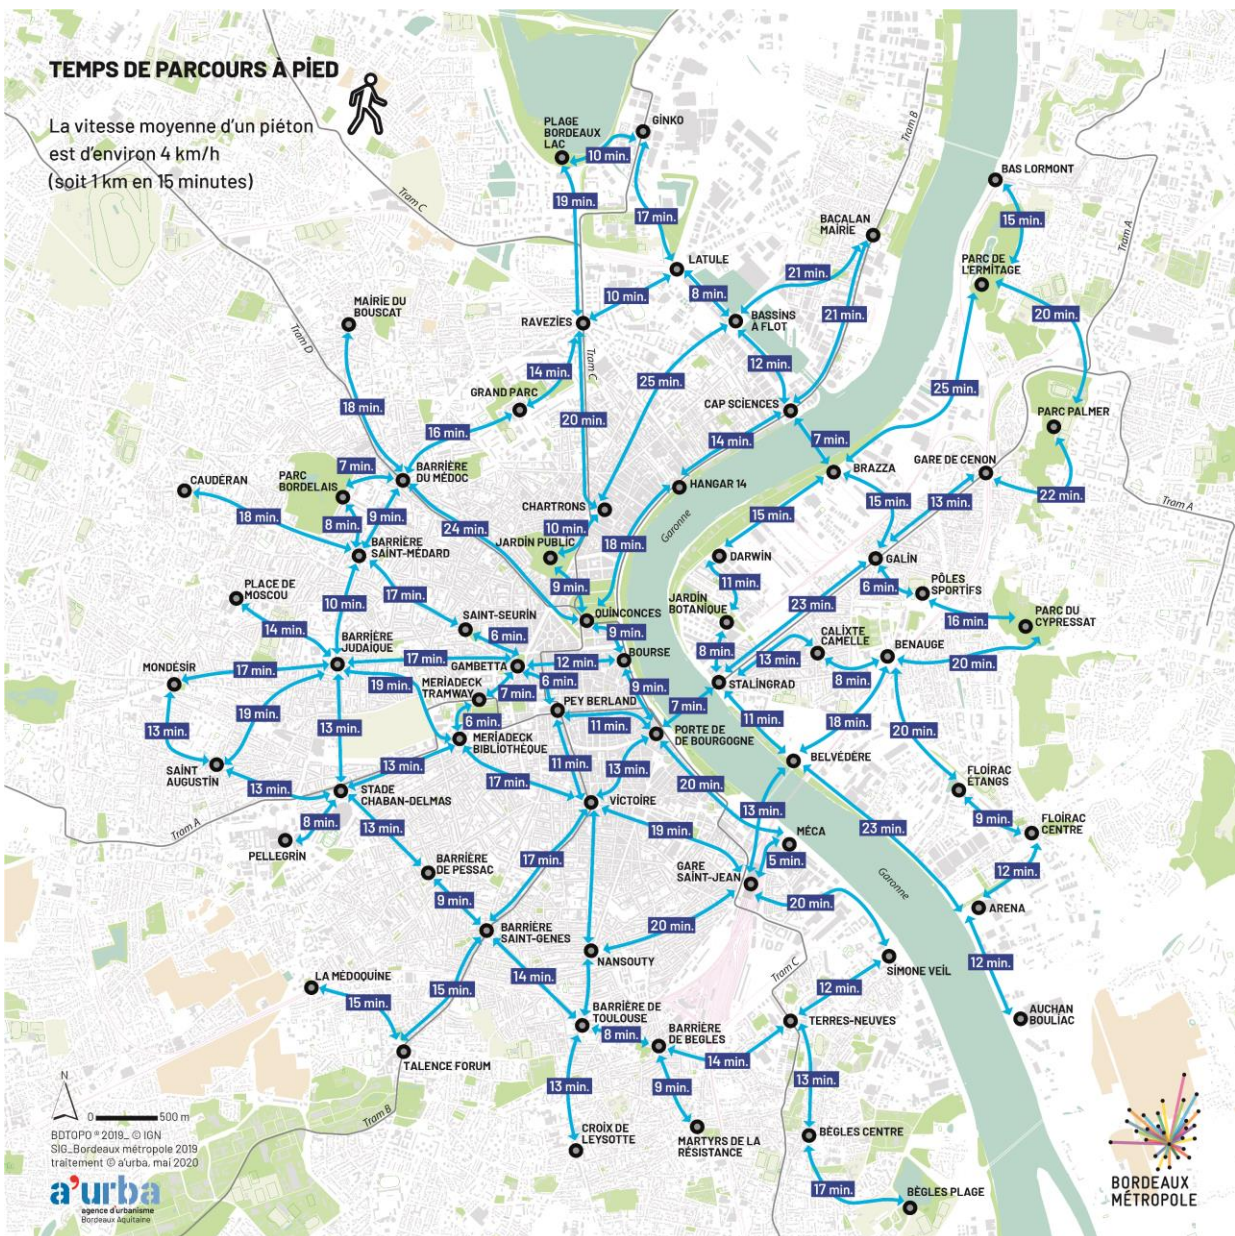 TEMPS DE PARCOURS À PIED
La vitesse moyenne d'un piéton
est d'environ 4 km/h
(soit 1 km en 15 minutes)
PLAGE
BORDEAUX
LAC
GINKO
10 min.
19 min.
17 min.
Tram C
Tram B
BAS LORMONT
15 min.
Tram A
BACALAN
MAIRIE
LATULE
21 min.
PARC DE
L'ERMITAGE
10 min.
8 min.
20 min.
MAIRIE DU
BOUSCAT
RAVEZIES
BASSINS
À FLOT
21 min.
Tram D
Tram C
12 min.
14 min.
25 min.
25 min.
GRAND PARC
18 min.
20 min.
CAP SCIENCES
PARC PALMER
16 min.
14 min.
7 min.
7 min.
BARRIÈRE
DU MÉDOC
BRAZZA
GARE DE CENON
CAUDÉRAN
PARC
BORDELAIS
HANGAR 14
15 min.
13 min.
22 min.
Tram A
18 min.
8 min.
9 min.
24 min.
CHARTRONS
15 min.
10 min.
Garonne
JARDIN PUBLIC
18 min.
BARRIÈRE
SAINT-MÉDARD
DARWIN
GALIN
9 min.
11 min.
6 min.
PÔLES
SPORTIFS
PLACE DE
MOSCOU
17 min.
10 min.
JARDIN
BOTANIQUE
23 min.
16 min.
PARC DU
CYPRESSAT
SAINT-SEURIN
QUINCONCES
14 min.
6 min.
9 min.
CALIXTE
CAMELLE
BENAUGE
BARRIÈRE
JUDAÏQUE
8 min.
13 min.
20 min.
MONDÉSIR
17 min.
17 min.
GAMBETTA
12 min.
BOURSE
8 min.
6 min.
STALINGRAD
19 min.
MERIADECK
TRAMWAY
7 min.
9 min.
19 min.
PEY BERLAND
7 min.
11 min.
18 min.
20 min.
13 min.
13 min.
6 min.
11 min.
PORTE DE
DE BOURGOGNE
MERIADECK
BIBLIOTHÈQUE
BELVÉDÈRE
SAINT
AUGUSTIN
13 min.
11 min.
13 min.
17 min.
20 min.
FLOIRAC
ÉTANGS
13 min.
STADE
CHABAN-DELMAS
VICTOIRE
13 min.
9 min.
Tram A
8 min.
13 min.
19 min.
MÉCA
23 min.
FLOIRAC
CENTRE
PELLEGRIN
BARRIÈRE
DE PESSAC
17 min.
GARE
SAINT-JEAN
5 min.
Garonne
12 min.
9 min.
20 min.
ARENA
BARRIÈRE
SAINT-GENES
20 min.
NANSOUTY
SIMONE VEIL
12 min.
LA MÉDOQUINE
14 min.
Tram C
15 min.
15 min.
12 min.
BARRIÈRE DE
TOULOUSE
AUCHAN
BOULIAC
8 min.
BARRIÈRE
DE BEGLES
TERRES-NEUVES
TALENCE FORUM
14 min.
13 min.
9 min.
13 min.
N
0
500 m
Tram B
CROIX DE
LEYSOTTE
MARTYRS DE LA
RÉSISTANCE
BÈGLES CENTRE
BDTOPO ® 2019_ © IGN
SIG_Bordeaux métropole 2019
traitement © a'urba, mai 2020
17 min.
BÈGLES PLAGE
a'urba
agence d'urbanisme
Bordeaux Aquitaine
BORDEAUX
MÉTROPOLE